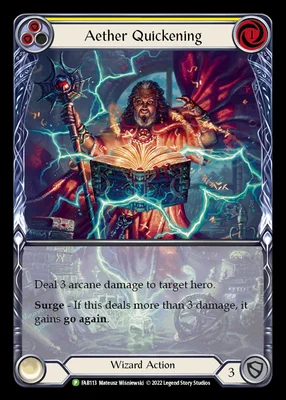 Aether Quickening
Deal 3 arcane damage to target hero.
Surge - If this deals more than 3 damage, it
gains go again.
Wizard Action
3
P FAB113 Mateusz Wiśniewski © 2022 Legend Story Studios